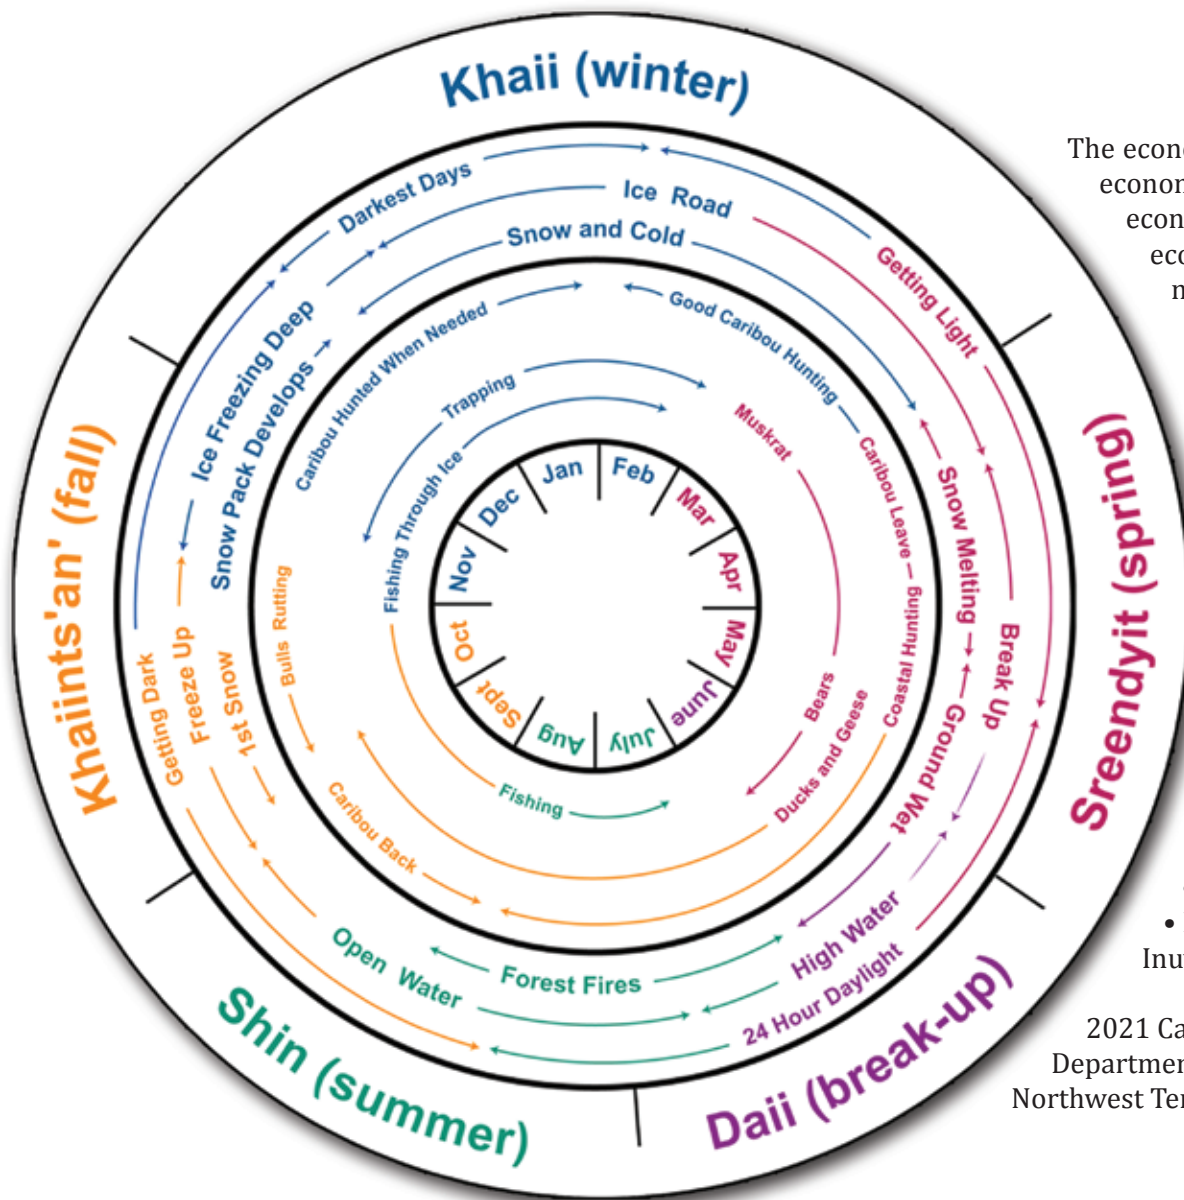 Khaii (winter)
Sreendyit (spring)
Daii (break-up)
Shin (summer)
Khaiints'an' (fall)
Darkest Days
Getting Light
24 Hour Daylight
Getting Dark
Ice Road
Break Up
High Water
Open Water
Freeze Up
Ice Freezing Deep
Snow and Cold
Snow Melting
Ground Wet
Forest Fires
1st Snow
Snow Pack Develops
Caribou Hunted When Needed
Good Caribou Hunting
Caribou Leave
Coastal Hunting
Caribou Back
Bulls Rutting
Trapping
Muskrat
Bears
Ducks and Geese
Fishing Through Ice
Fishing
Jan
Feb
Mar
Apr
May
June
July
Aug
Sept
Oct
Nov
Dec
The econo
econom
econ
eco
n
•
Inu
2021 Ca
Departmen
Northwest Ter